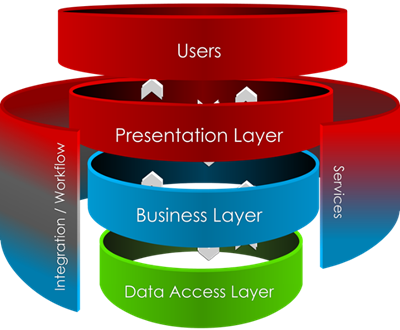 Users
Presentation Layer
Integration / Workflow
Services
Business Layer
Data Access Layer